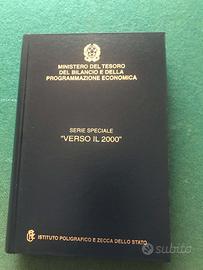 MINISTERO DEL TESORO
DEL BILANCIO E DELLA
PROGRAMMAZIONE ECONOMICA
SERIE SPECIALE
"VERSO IL 2000"
ISTITUTO POLIGRAFICO E ZECCA DELLO STATO
subito